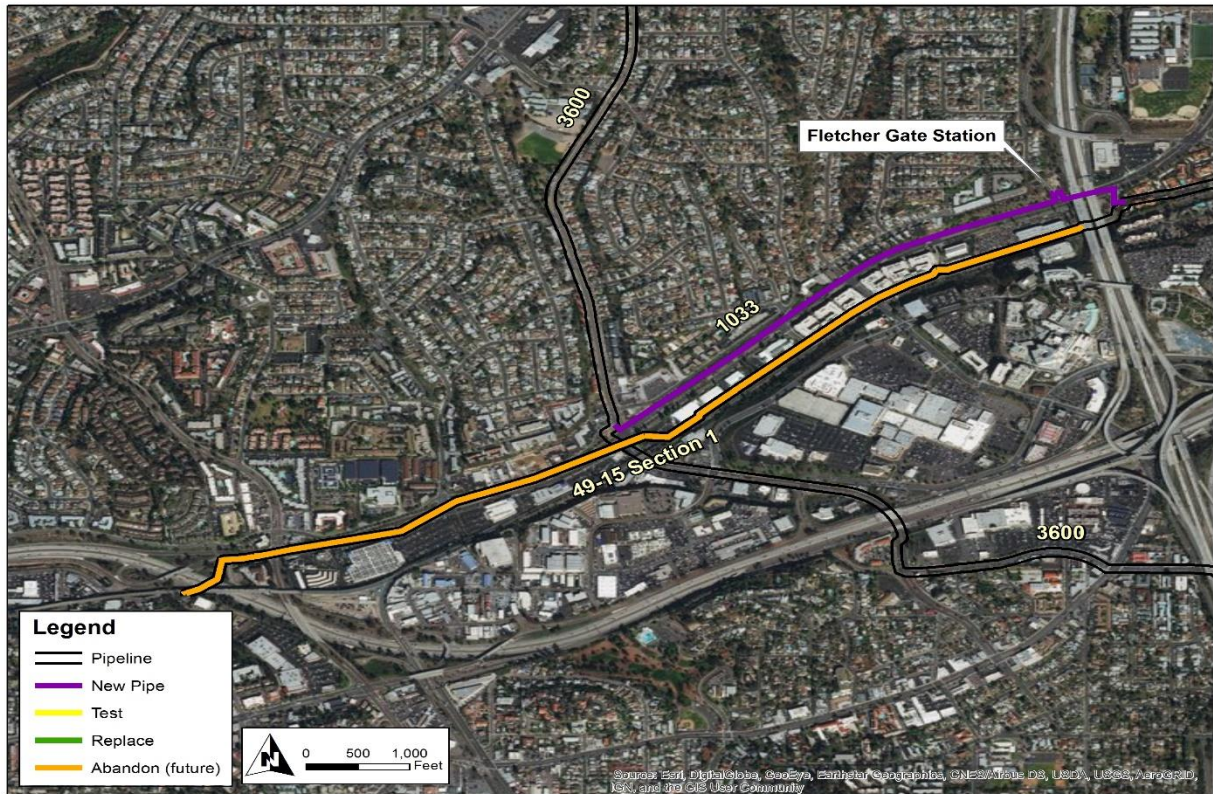 3600
Fletcher Gate Station
1033
49-15 Section 1
3600
Legend
Pipeline
New Pipe
Test
Replace
Abandon (future)
N
0 500 1,000
Feet
Source: Esri, DigitalGlobe, GeoEye, Earthstar Geographics, CNES/Airbus DS, USDA, USGS, AeroGRID,
IGN, and the GIS User Community